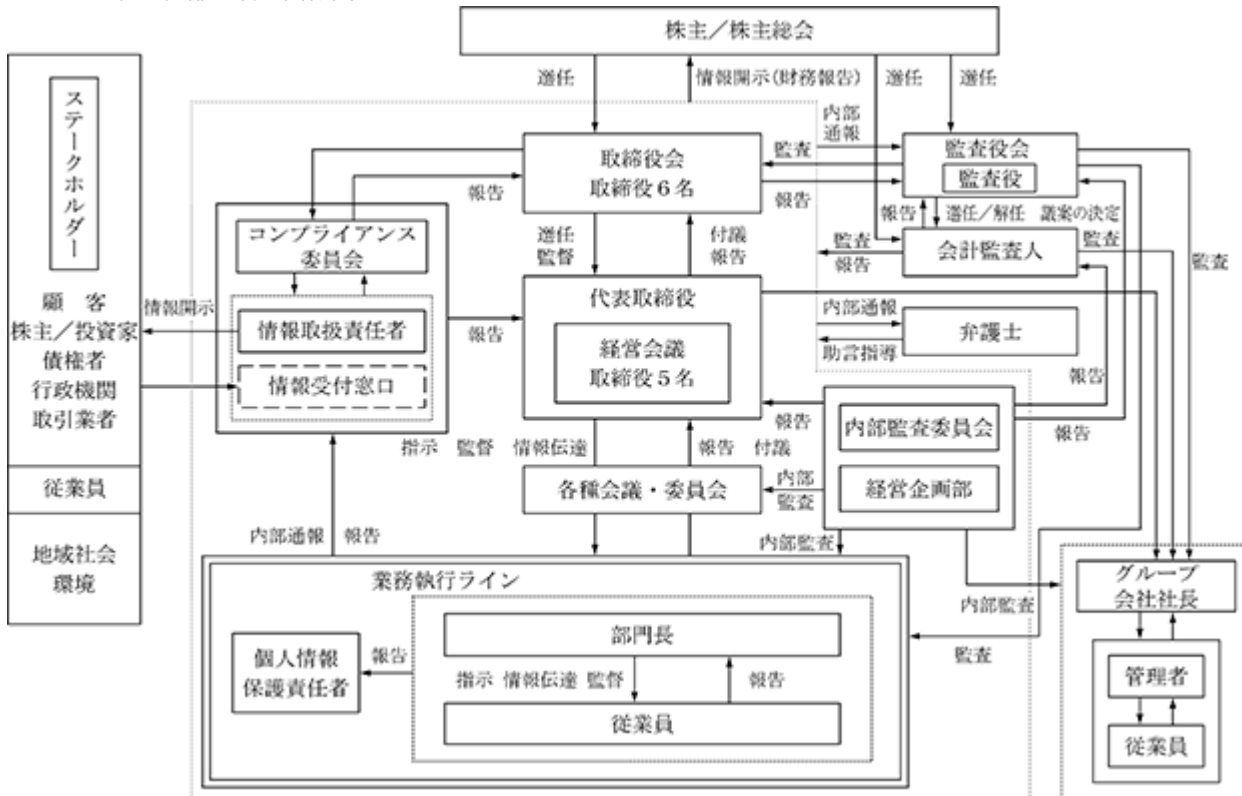 株主／株主総会
選任
情報開示(財務報告)
選任
選任
ステークホルダー
顧　客
株主／投資家
債権者
行政機関
取引業者
従業員
地域社会
環境
内部
通報
取締役会
取締役６名
監査
報告
監査役会
監査役
報告
報告
選任／解任　議案の決定
コンプライアンス
委員会
選任
監督
付議
報告
監査
報告
会計監査人
監査
監査
情報開示
情報取扱責任者
情報受付窓口
報告
代表取締役
経営会議
取締役５名
内部通報
助言指導
弁護士
報告
報告
報告
内部監査委員会
経営企画部
指示　監督　情報伝達
報告　付議
各種会議・委員会
内部
監査
内部通報
報告
内部監査
業務執行ライン
部門長
個人情報
保護責任者
報告
指示 情報伝達 監督
報告
従業員
内部監査
監査
グループ
会社社長
管理者
従業員